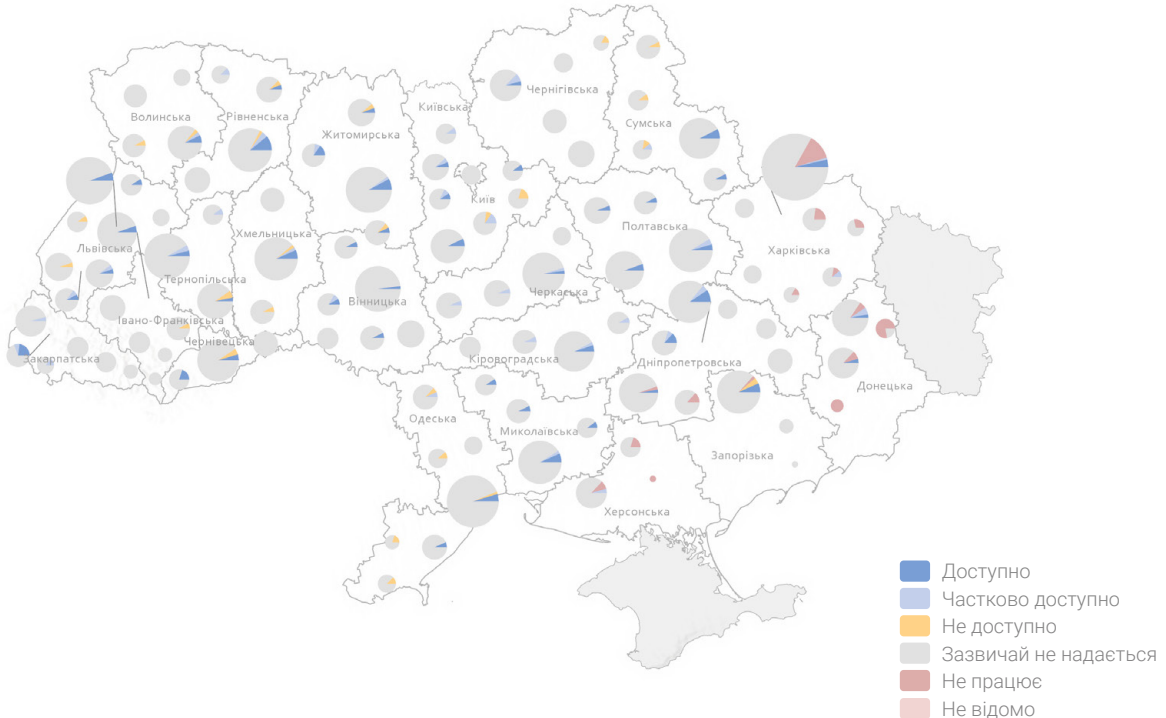 Чернігівська
Київська
Волинська
Рівненська
Житомирська
Сумська
Київ
Полтавська
Харківська
Хмельницька
Львівська
Тернопільська
Вінницька
Черкаська
Івано-Франківська
Чернівецька
Закарпатська
Кіровоградська
Дніпропетровська
Донецька
Одеська
Миколаївська
Запорізька
Херсонська
Доступно
Частково доступно
Не доступно
Зазвичай не надається
Не працює
Не відомо